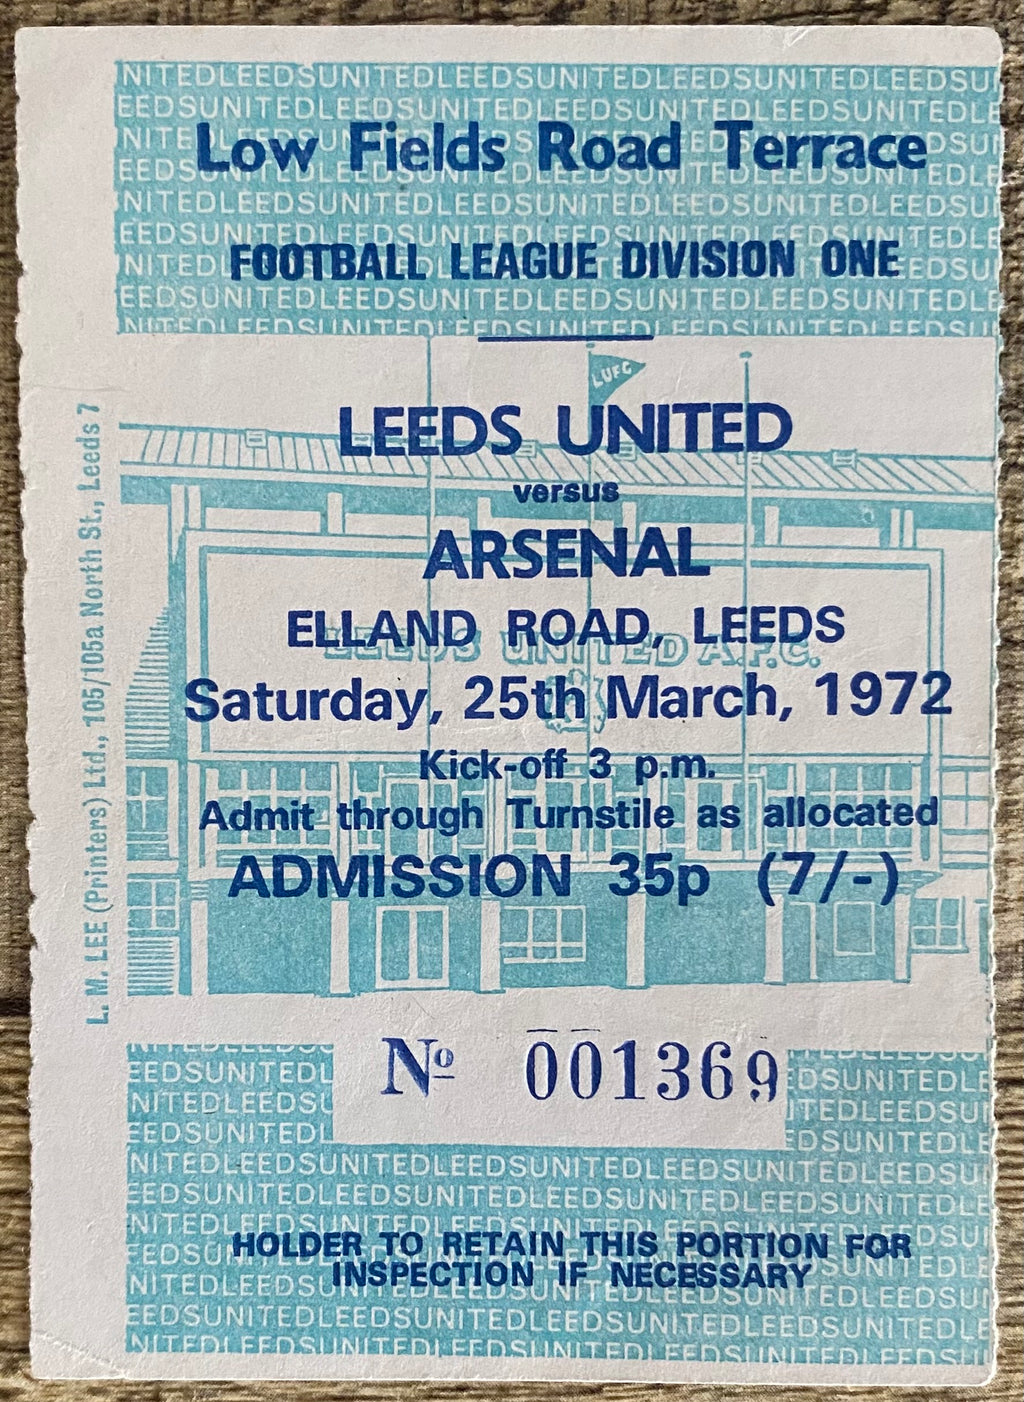 Low Fields Road Terrace
FOOTBALL LEAGUE DIVISION ONE
LUFC
LEEDS UNITED
versus
ARSENAL
ELLAND ROAD, LEEDS
LEEDS UNITED A.F.C.
Saturday, 25th March, 1972
Kick-off 3 p.m.
Admit through Turnstile as allocated
ADMISSION 35p (7/-)
Nº 001369
HOLDER TO RETAIN THIS PORTION FOR
INSPECTION IF NECESSARY
L. M. LEE (Printers) Ltd., 105/105a North St., Leeds 7